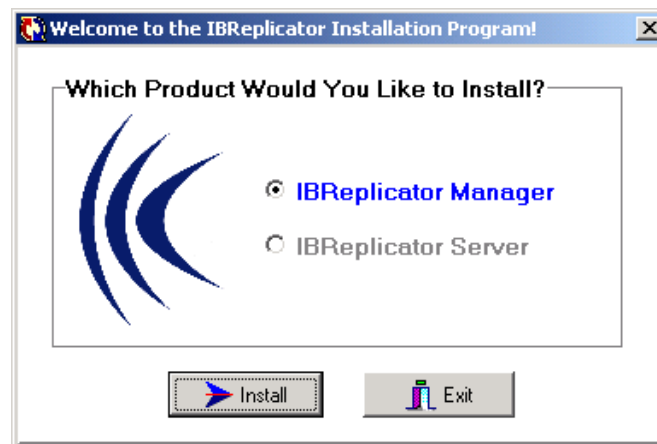 Welcome to the IBReplicator Installation Program!
Which Product Would You Like to Install?
IBReplicator Manager
IBReplicator Server
Install
Exit